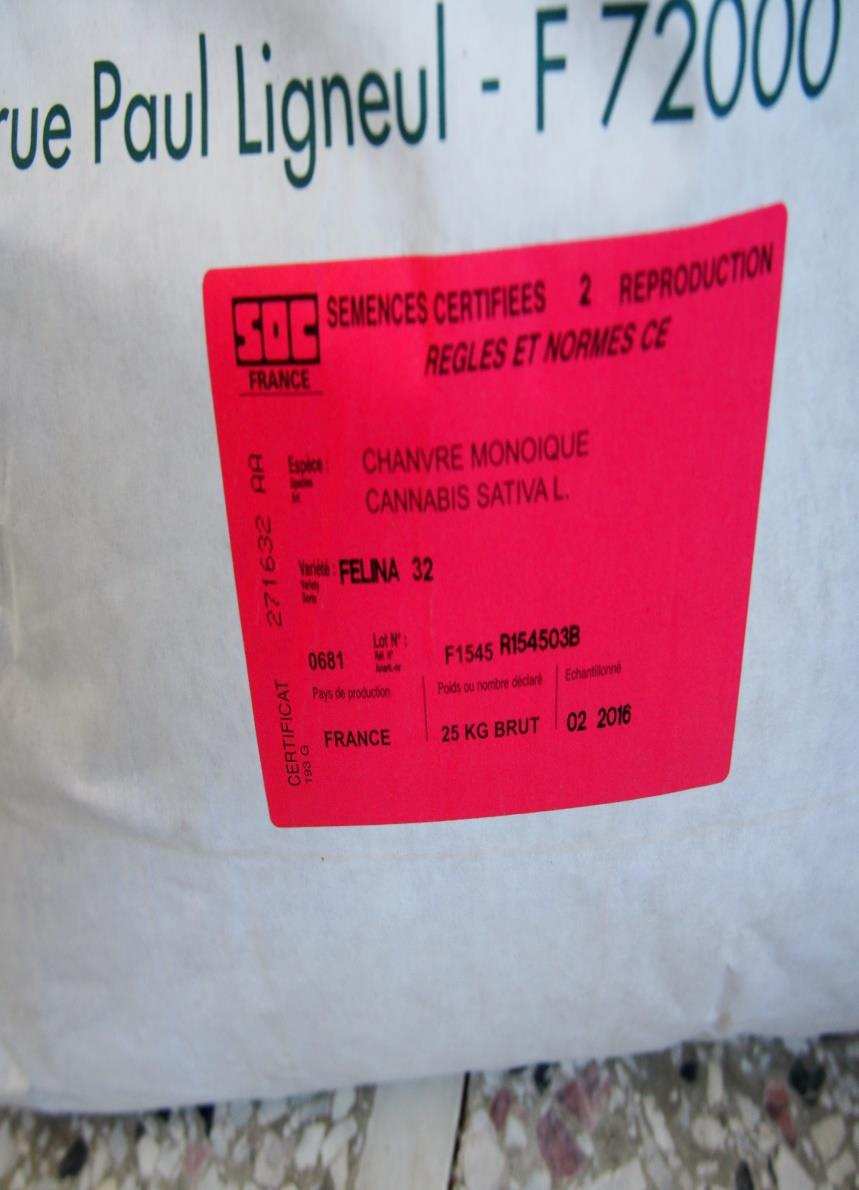 rue Paul Ligneul - F 72000
SOC
FRANCE
SEMENCES CERTIFIEES 2 REPRODUCTION
REGLES ET NORMES CE
Espèce :
CHANVRE MONOIQUE
CANNABIS SATIVA L.
Variété : FELINA 32
Variety
Sorte
0681 Lot N° : F1545 R154503B
Pays de production
Poids ou nombre déclaré
Echantillonné
FRANCE
25 KG BRUT
02 2016
CERTIFICAT 271632 AA
193 G